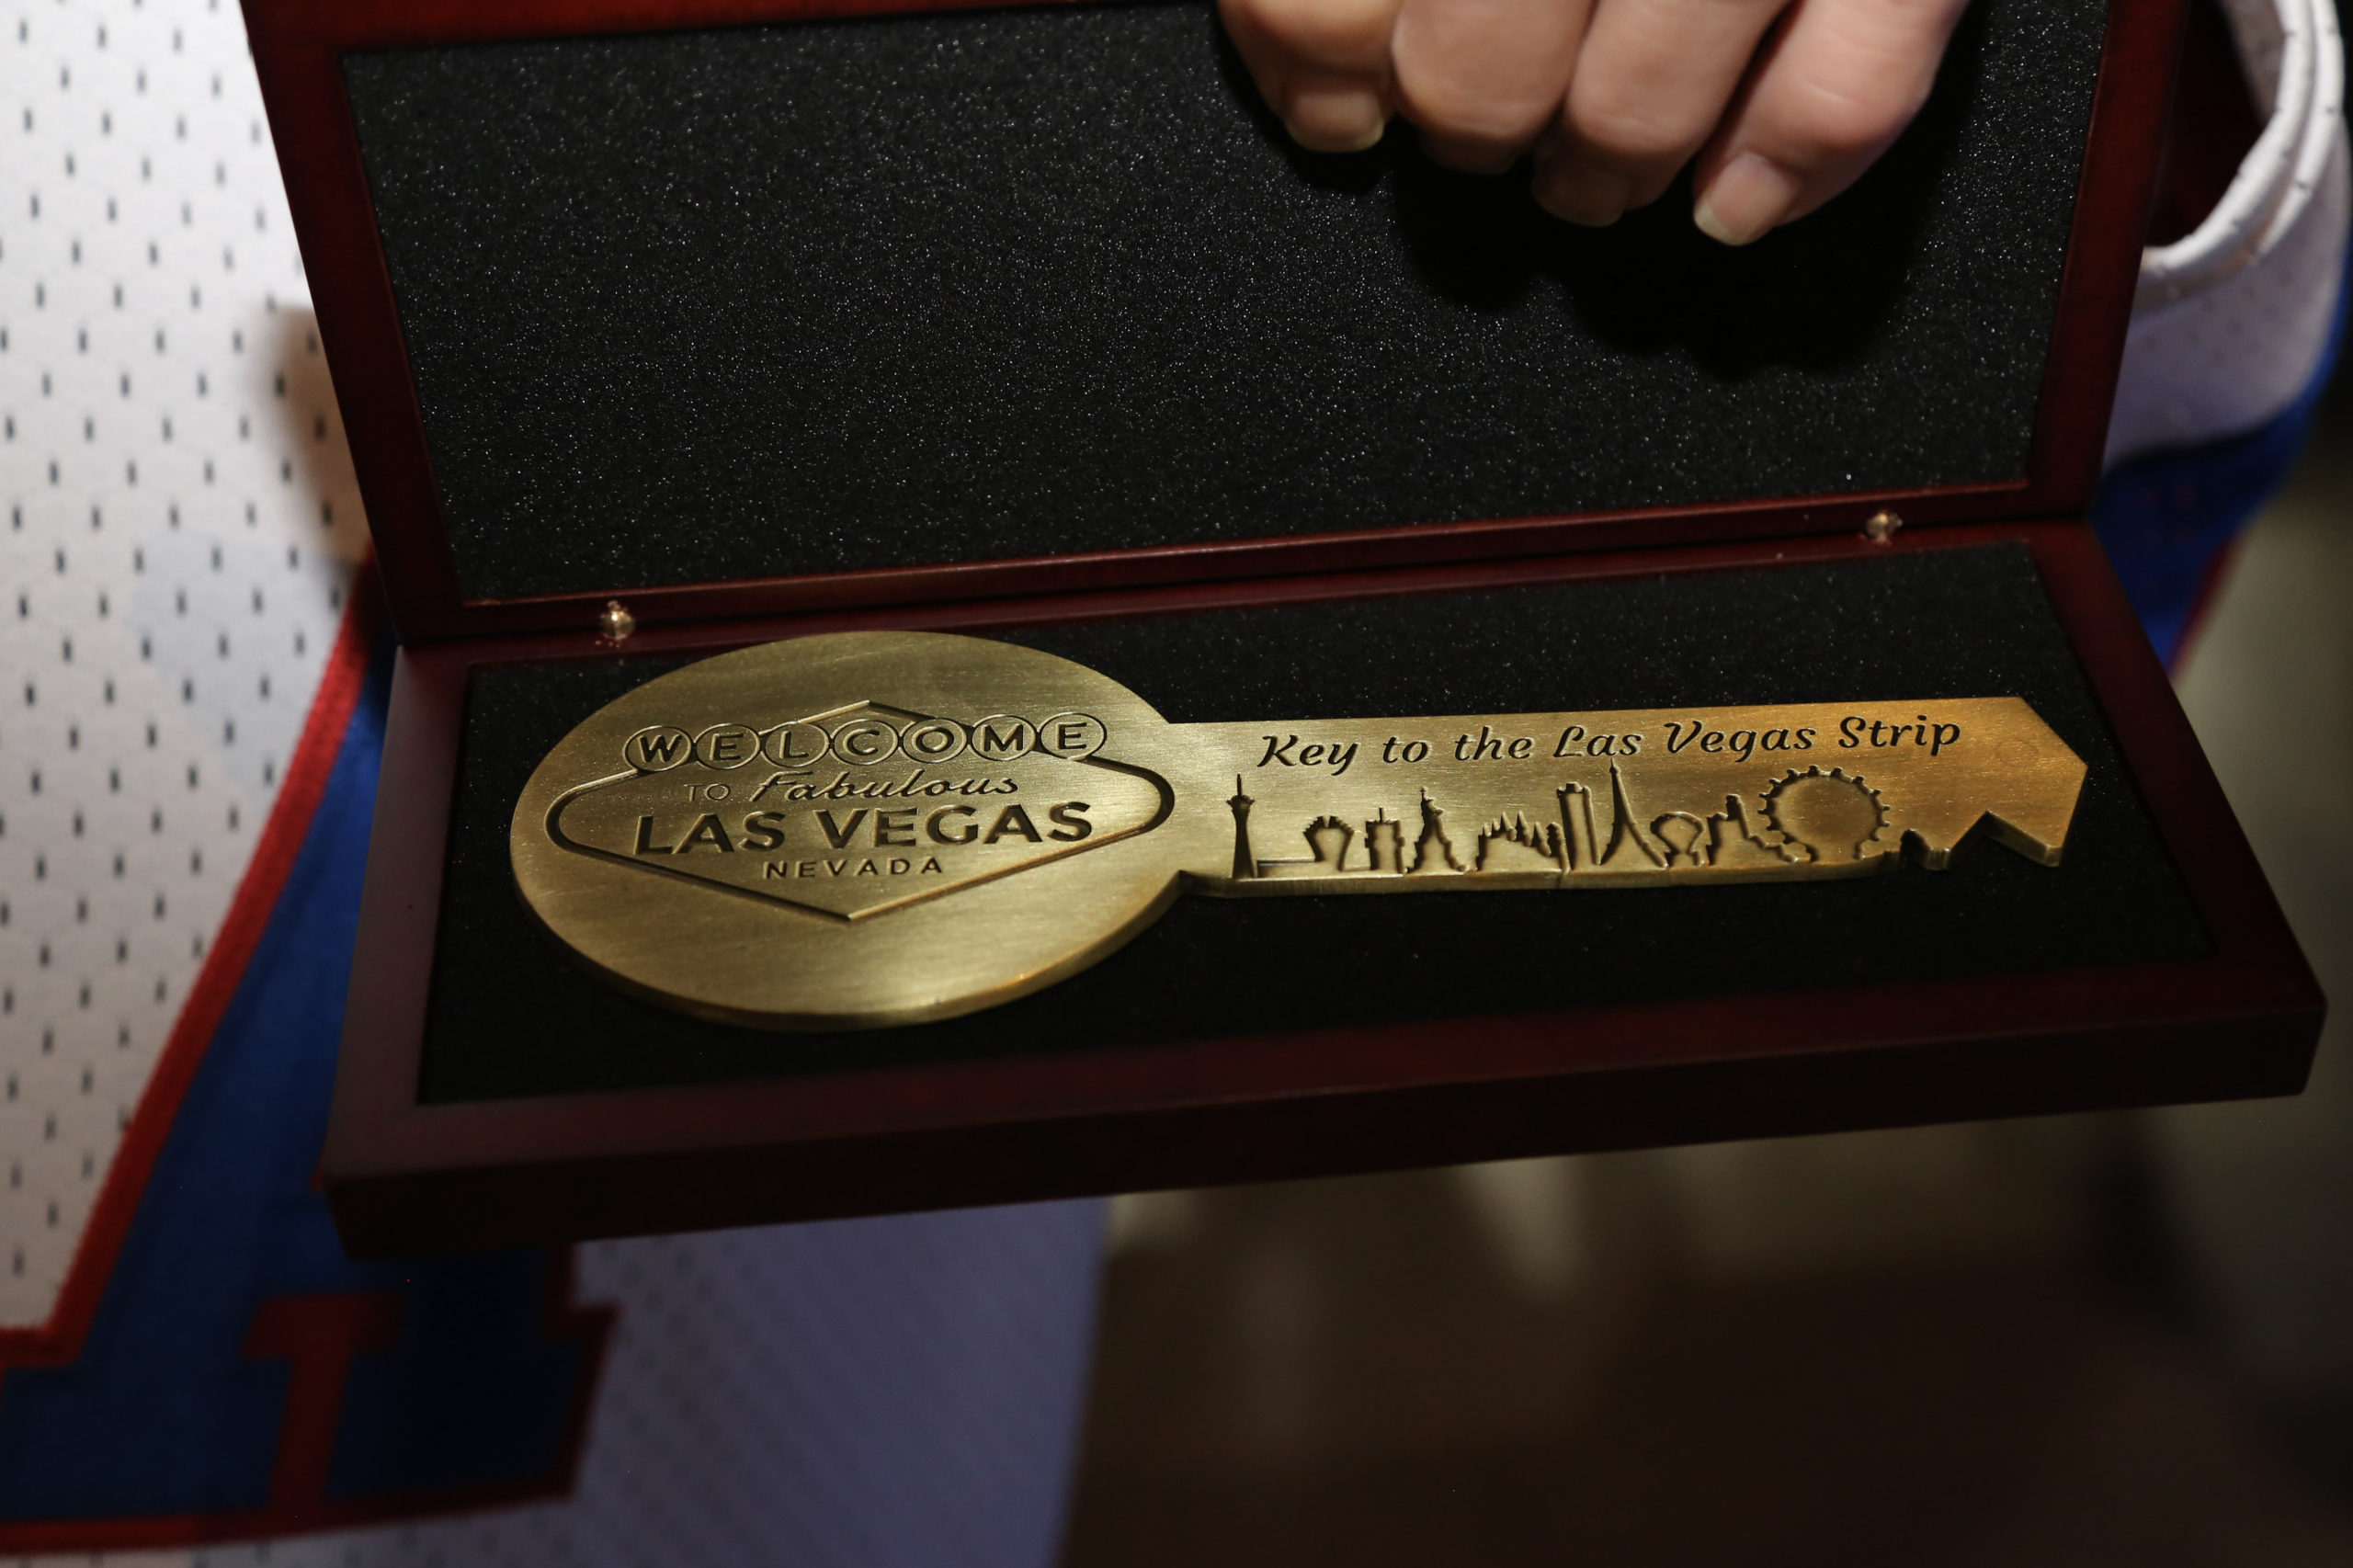 WELCOME
TO Fabulous
LAS VEGAS
NEVADA
Key to the Las Vegas Strip